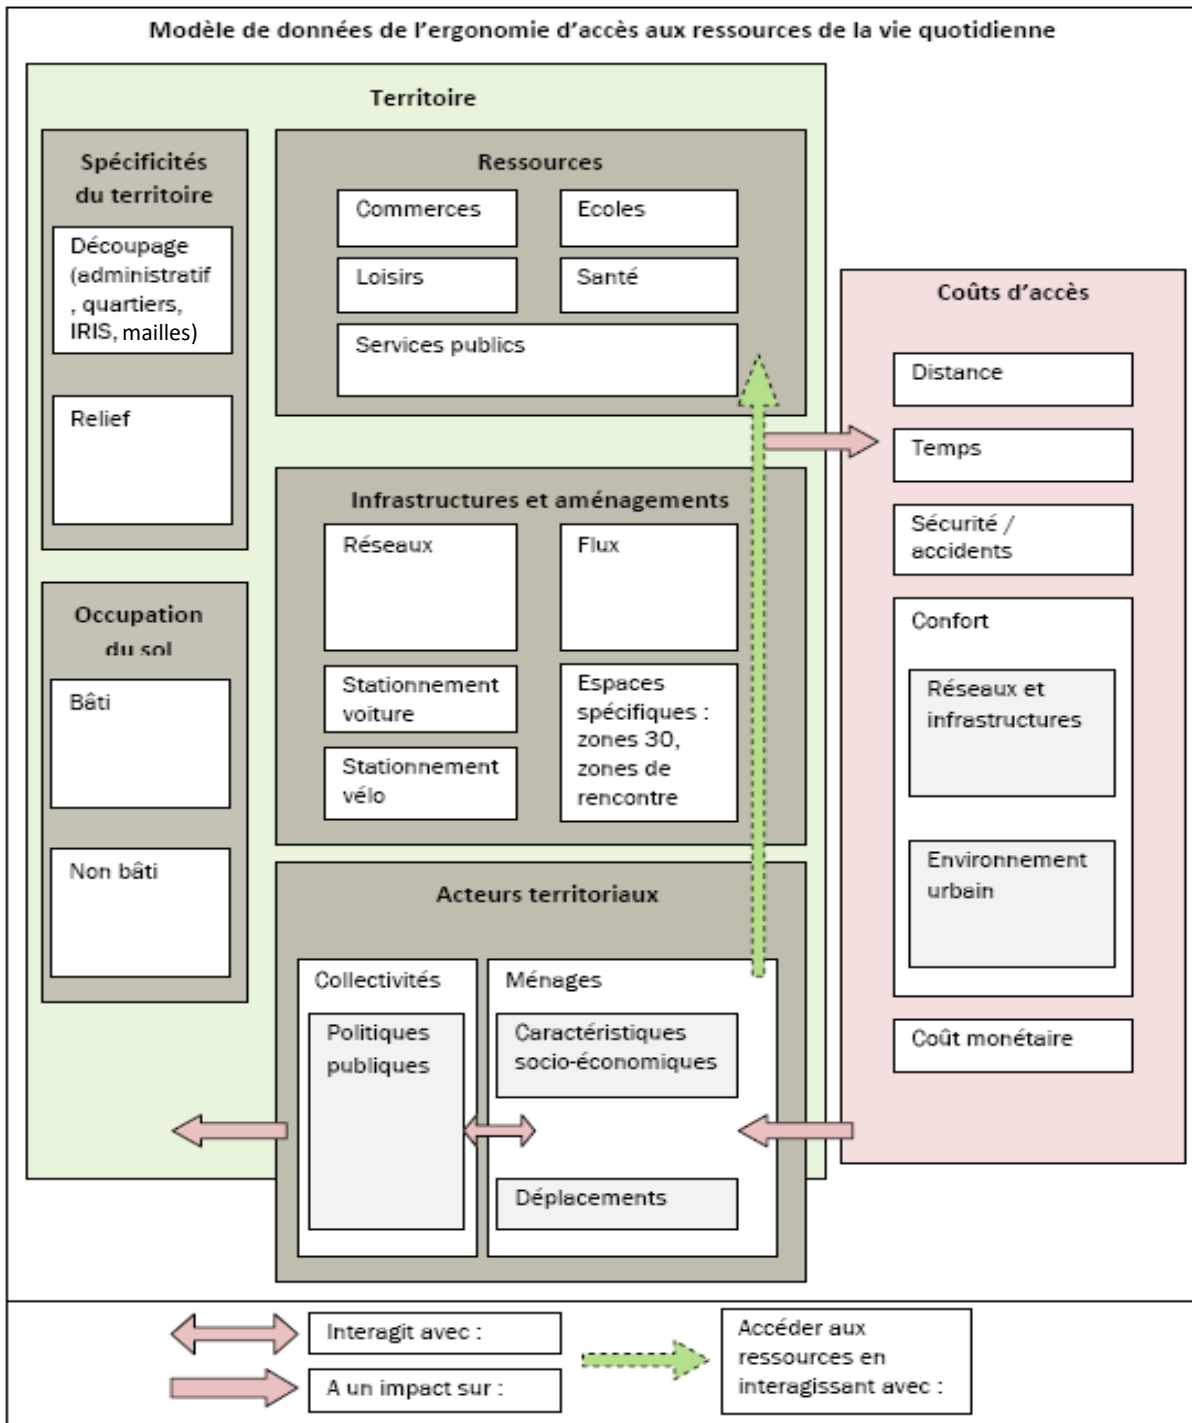 Modèle de données de l'ergonomie d'accès aux ressources de la vie quotidienne
Territoire
Spécificités
du territoire
Découpage
(administratif
, quartiers,
IRIS, mailles)
Relief
Occupation
du sol
Bâti
Non bâti
Ressources
Commerces
Ecoles
Loisirs
Santé
Services publics
Infrastructures et aménagements
Réseaux
Flux
Stationnement
voiture
Stationnement
vélo
Espaces
spécifiques :
zones 30,
zones de
rencontre
Acteurs territoriaux
Collectivités
Politiques
publiques
Ménages
Caractéristiques
socio-économiques
Déplacements
Coûts d'accès
Distance
Temps
Sécurité /
accidents
Confort
Réseaux et
infrastructures
Environnement
urbain
Coût monétaire
Interagit avec :
A un impact sur :
Accéder aux
ressources en
interagissant avec :